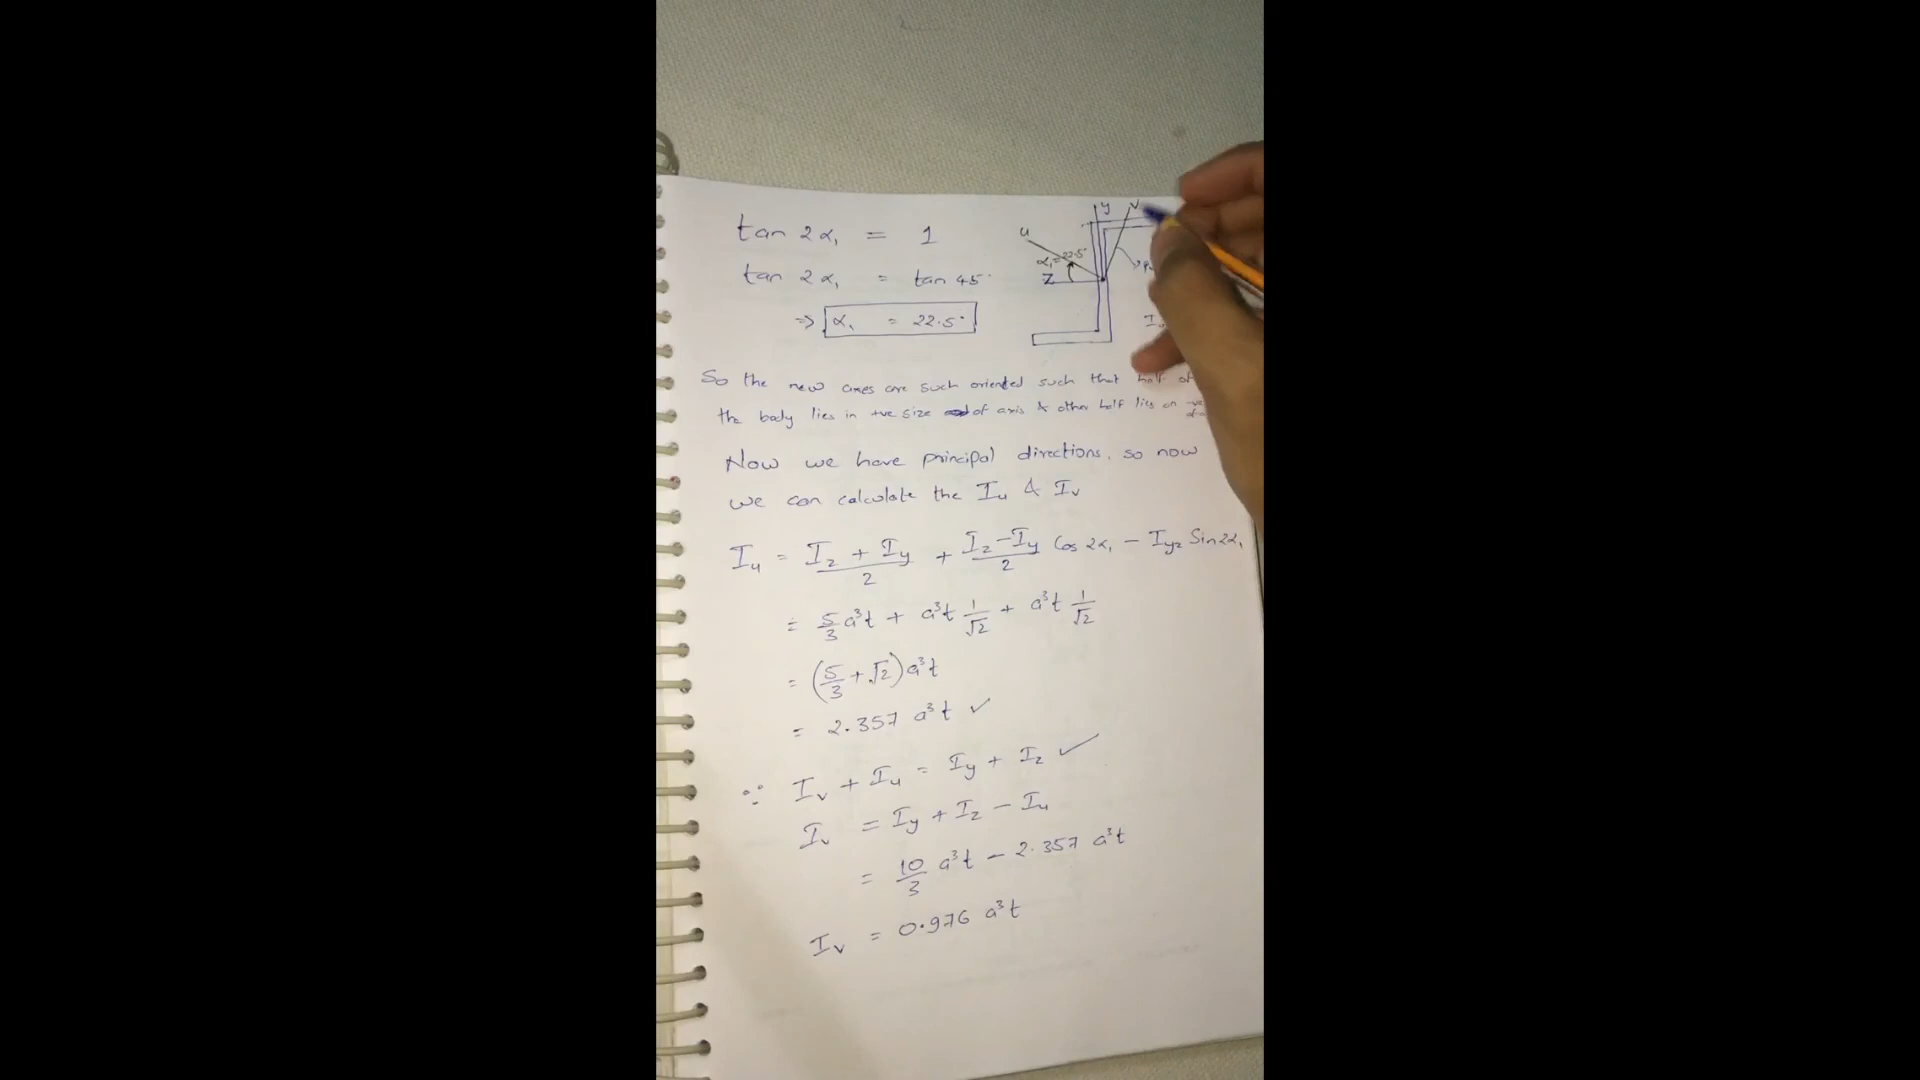 tan 2α₁ = 1
tan 2α₁ = tan 45°
⇒ α₁ = 22.5°
y
v
u
α₁ = 22.5°
Z
So the new axes are such oriented such that half of
the body lies in +ve size of axis & other half lies on -ve
Now we have principal directions, so now
we can calculate the Iu & Iv
Iu = (Iz + Iy)/2 + (Iz - Iy)/2 Cos 2α₁ - Iyz Sin 2α₁
= 5/3 a³t + a³t 1/√2 + a³t 1/√2
= (5/3 + √2) a³t
= 2.357 a³t ✓
∵ Iv + Iu = Iy + Iz ✓
Iv = Iy + Iz - Iu
= 10/3 a³t - 2.357 a³t
Iv = 0.976 a³t